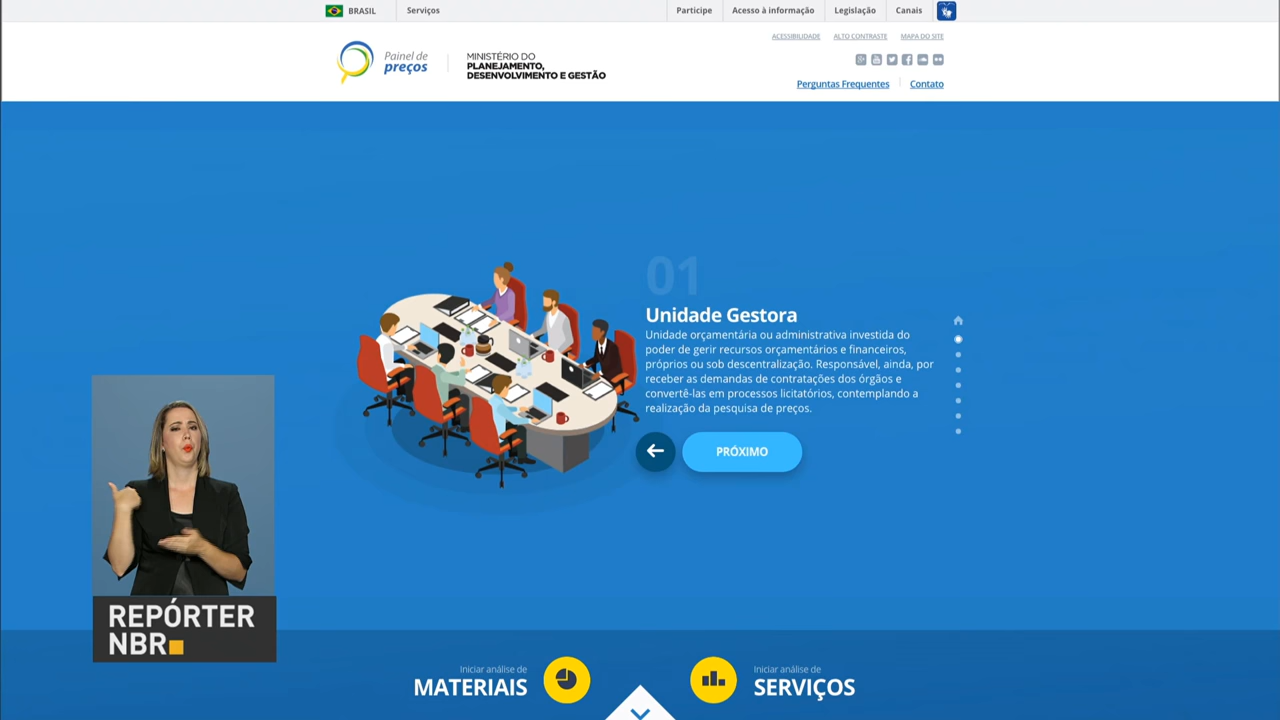 BRASIL
Serviços
Participe
Acesso à informação
Legislação
Canais
ACESSIBILIDADE
ALTO CONTRASTE
MAPA DO SITE
Painel de
preços
MINISTÉRIO DO
PLANEJAMENTO,
DESENVOLVIMENTO E GESTÃO
Perguntas Frequentes
Contato
01
Unidade Gestora
Unidade orçamentária ou administrativa investida do
poder de gerir recursos orçamentários e financeiros,
próprios ou sob descentralização. Responsável, ainda, por
receber as demandas de contratações dos órgãos e
convertê-las em processos licitatórios, contemplando a
realização da pesquisa de preços.
PRÓXIMO
REPÓRTER
NBR
Iniciar análise de
MATERIAIS
Iniciar análise de
SERVIÇOS